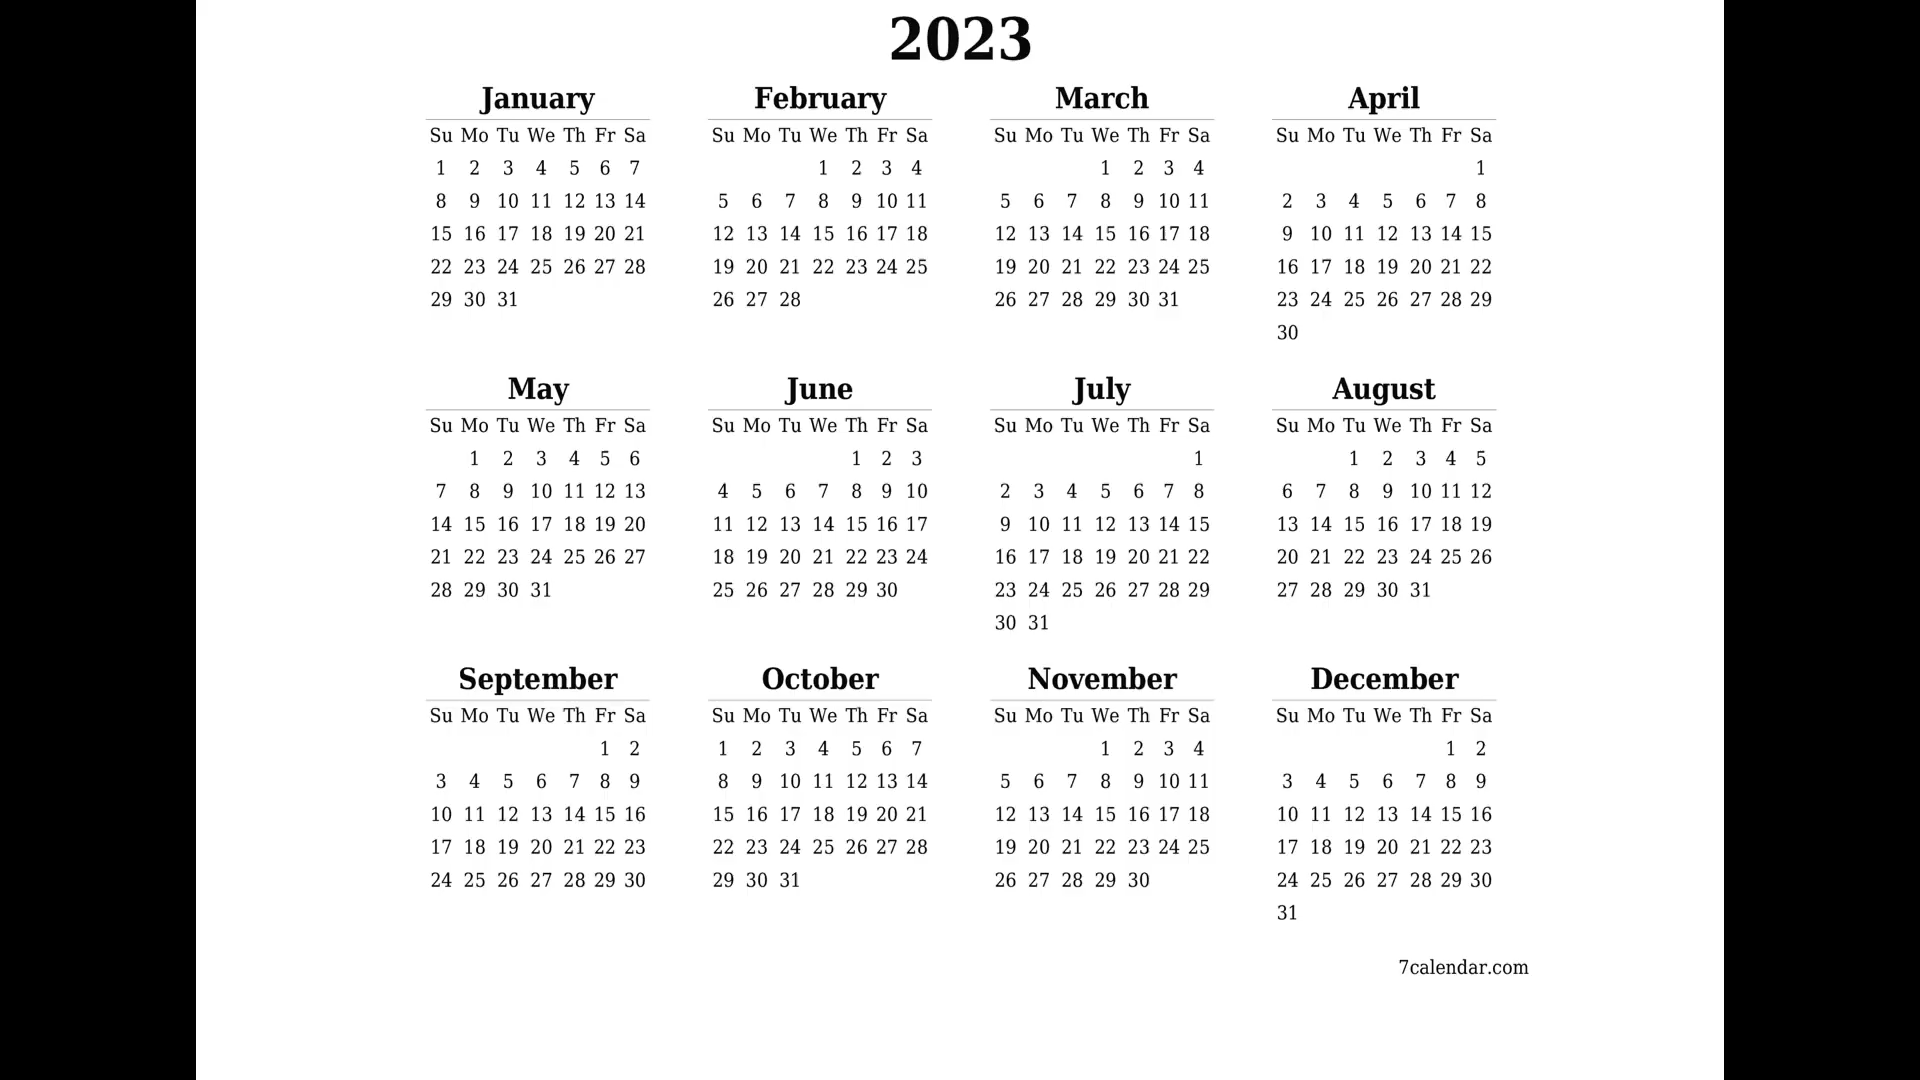 2023
January
Su Mo Tu We Th Fr Sa
1 2 3 4 5 6 7
8 9 10 11 12 13 14
15 16 17 18 19 20 21
22 23 24 25 26 27 28
29 30 31
February
Su Mo Tu We Th Fr Sa
1 2 3 4
5 6 7 8 9 10 11
12 13 14 15 16 17 18
19 20 21 22 23 24 25
26 27 28
March
Su Mo Tu We Th Fr Sa
1 2 3 4
5 6 7 8 9 10 11
12 13 14 15 16 17 18
19 20 21 22 23 24 25
26 27 28 29 30 31
April
Su Mo Tu We Th Fr Sa
1
2 3 4 5 6 7 8
9 10 11 12 13 14 15
16 17 18 19 20 21 22
23 24 25 26 27 28 29
30
May
Su Mo Tu We Th Fr Sa
1 2 3 4 5 6
7 8 9 10 11 12 13
14 15 16 17 18 19 20
21 22 23 24 25 26 27
28 29 30 31
June
Su Mo Tu We Th Fr Sa
1 2 3
4 5 6 7 8 9 10
11 12 13 14 15 16 17
18 19 20 21 22 23 24
25 26 27 28 29 30
July
Su Mo Tu We Th Fr Sa
1
2 3 4 5 6 7 8
9 10 11 12 13 14 15
16 17 18 19 20 21 22
23 24 25 26 27 28 29
30 31
August
Su Mo Tu We Th Fr Sa
1 2 3 4 5
6 7 8 9 10 11 12
13 14 15 16 17 18 19
20 21 22 23 24 25 26
27 28 29 30 31
September
Su Mo Tu We Th Fr Sa
1 2
3 4 5 6 7 8 9
10 11 12 13 14 15 16
17 18 19 20 21 22 23
24 25 26 27 28 29 30
October
Su Mo Tu We Th Fr Sa
1 2 3 4 5 6 7
8 9 10 11 12 13 14
15 16 17 18 19 20 21
22 23 24 25 26 27 28
29 30 31
November
Su Mo Tu We Th Fr Sa
1 2 3 4
5 6 7 8 9 10 11
12 13 14 15 16 17 18
19 20 21 22 23 24 25
26 27 28 29 30
December
Su Mo Tu We Th Fr Sa
1 2
3 4 5 6 7 8 9
10 11 12 13 14 15 16
17 18 19 20 21 22 23
24 25 26 27 28 29 30
31
7calendar.com